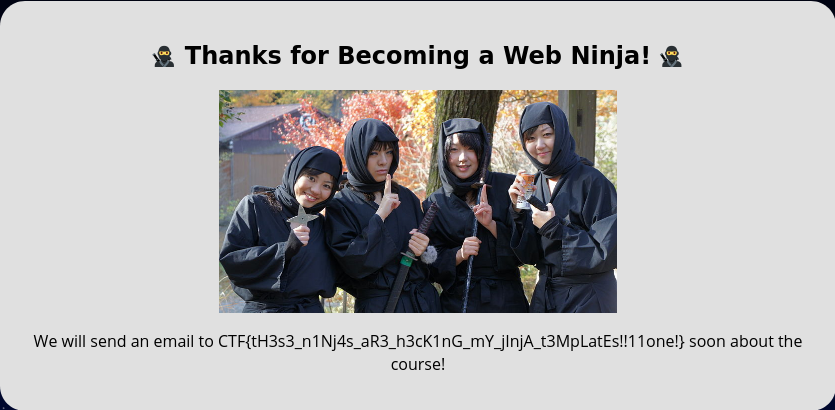 🥷 Thanks for Becoming a Web Ninja! 🥷
We will send an email to CTF{tH3s3_n1Nj4s_aR3_h3cK1nG_mY_jInjA_t3MpLatEs!!11one!} soon about the
course!